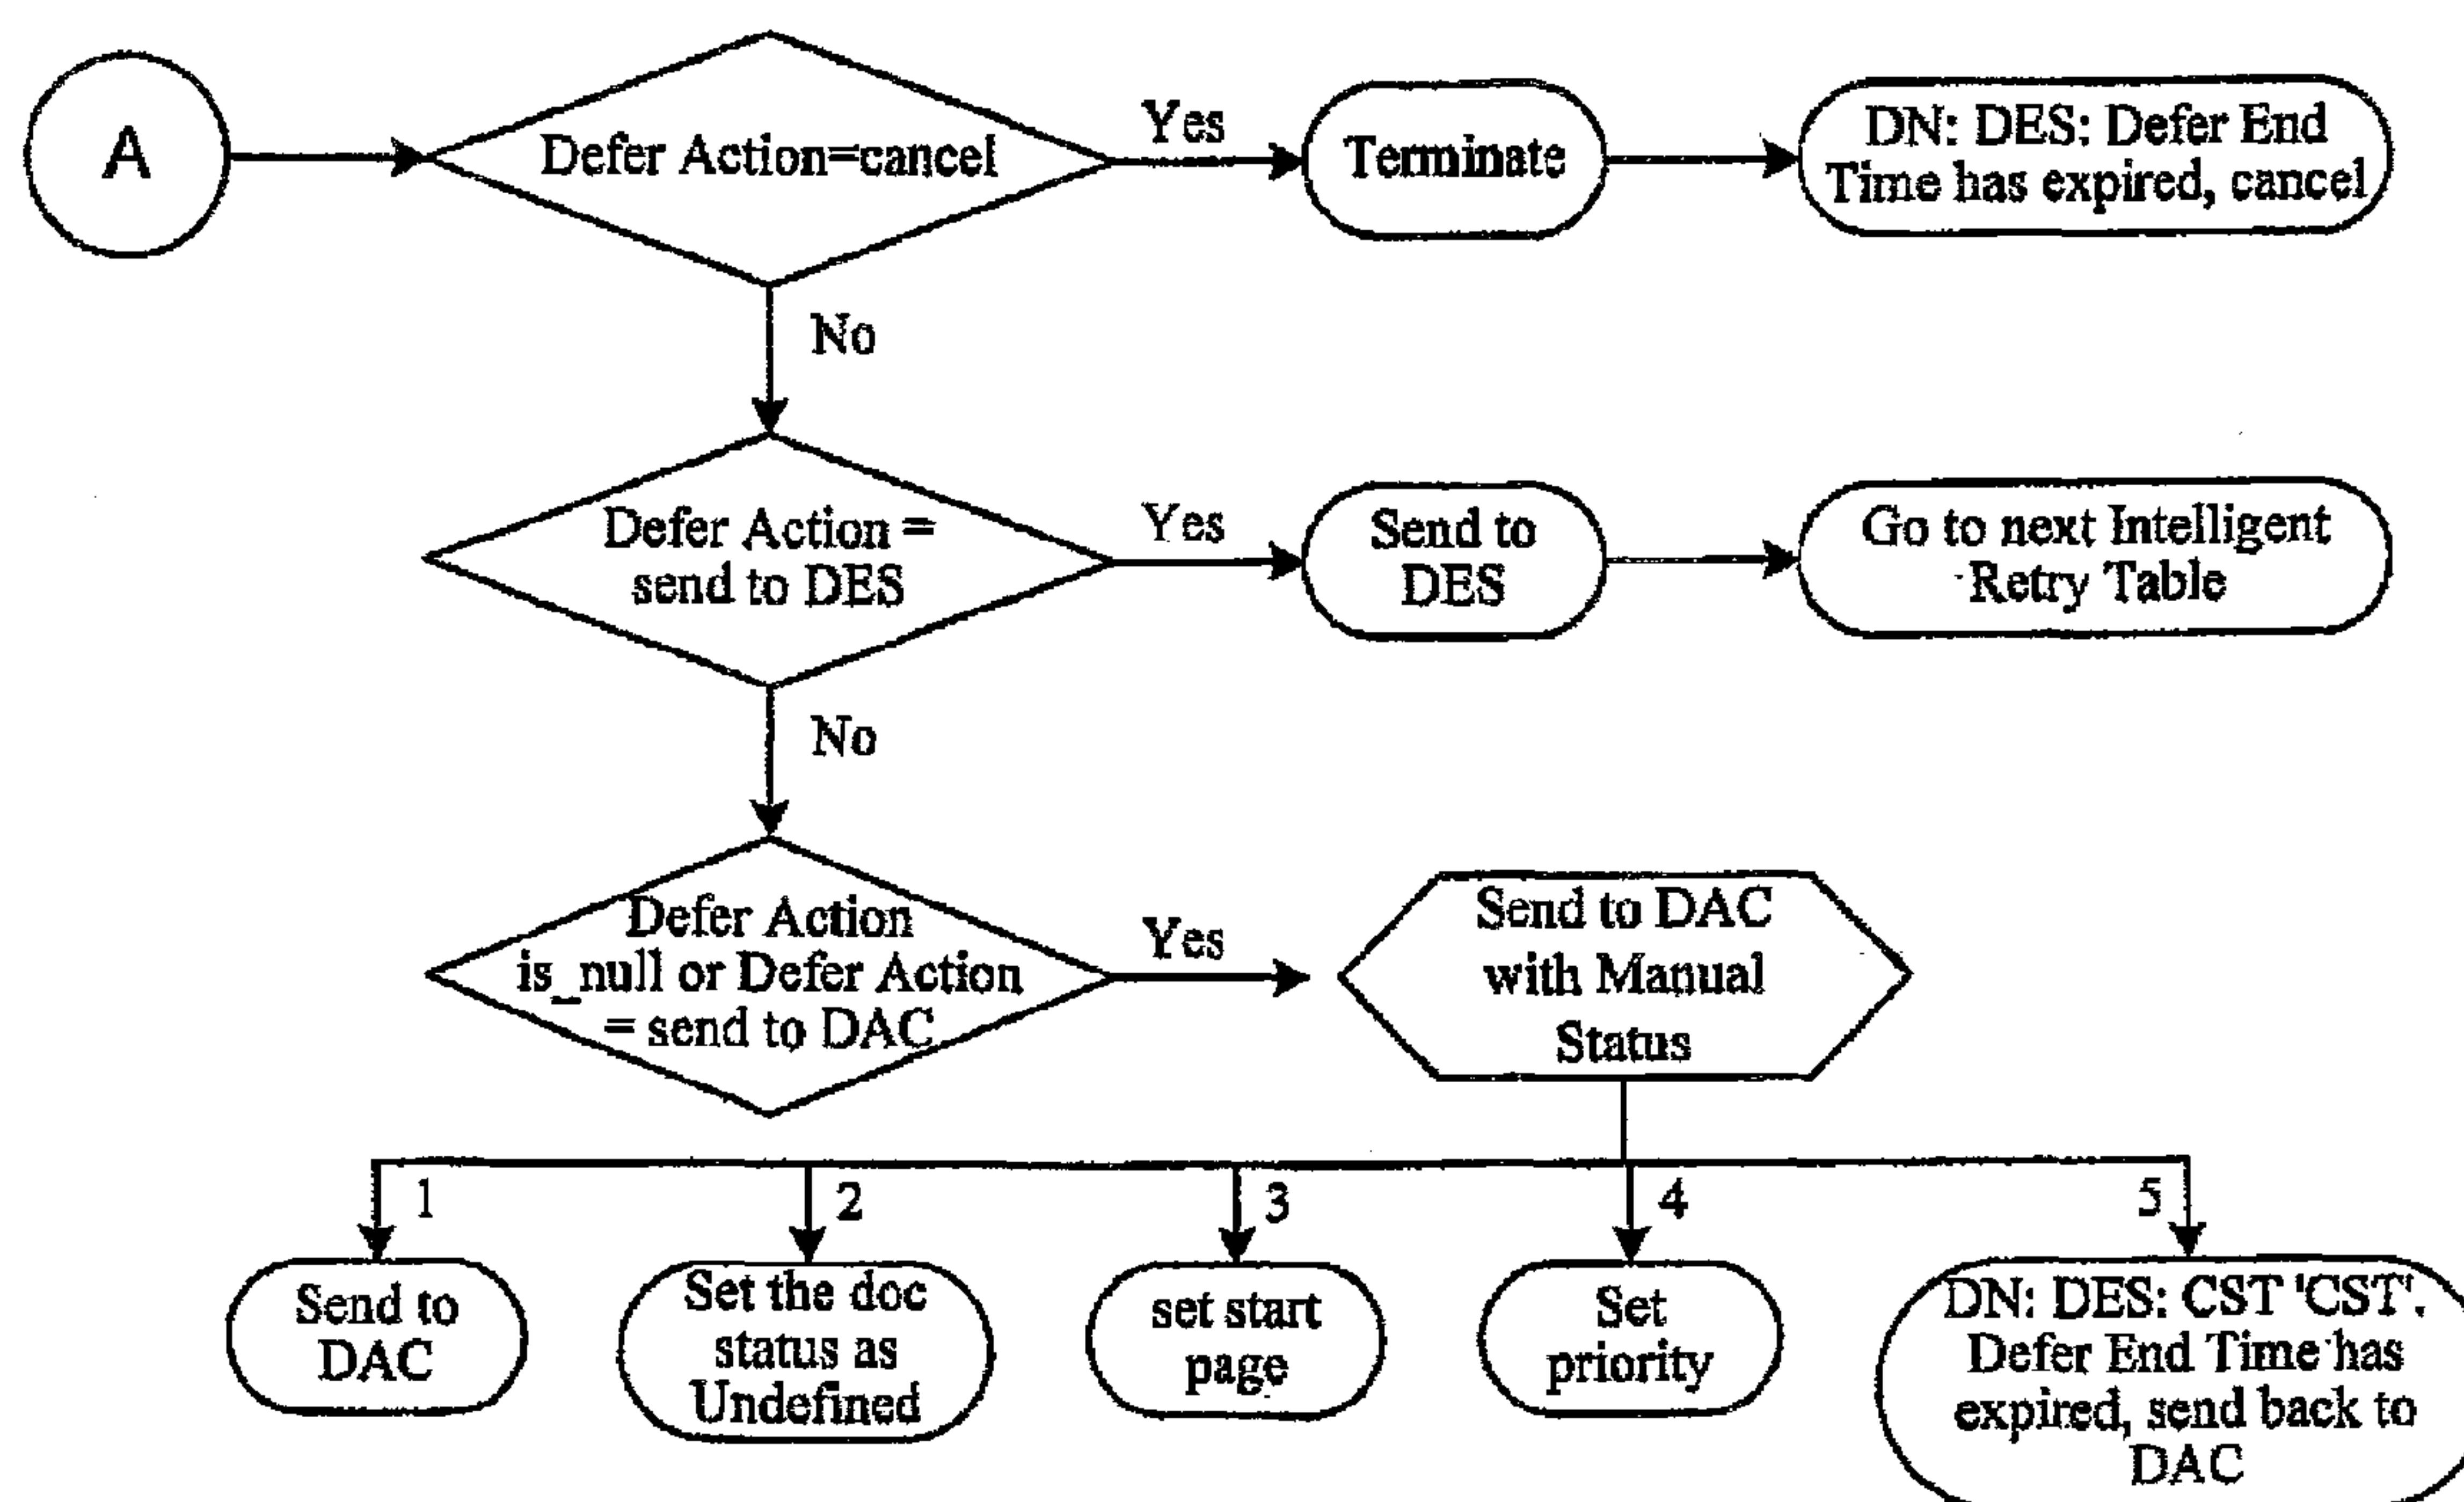 A
Defer Action=cancel
Yes
Terminate
DN: DES: Defer End
Time has expired, cancel
No
Defer Action =
send to DES
Yes
Send to
DES
Go to next Intelligent
Retry Table
No
Defer Action
is_null or Defer Action
= send to DAC
Yes
Send to DAC
with Manual
Status
1
2
3
4
5
Send to
DAC
Set the doc
status as
Undefined
set start
page
Set
priority
DN: DES: CST 'CST'.
Defer End Time has
expired, send back to
DAC